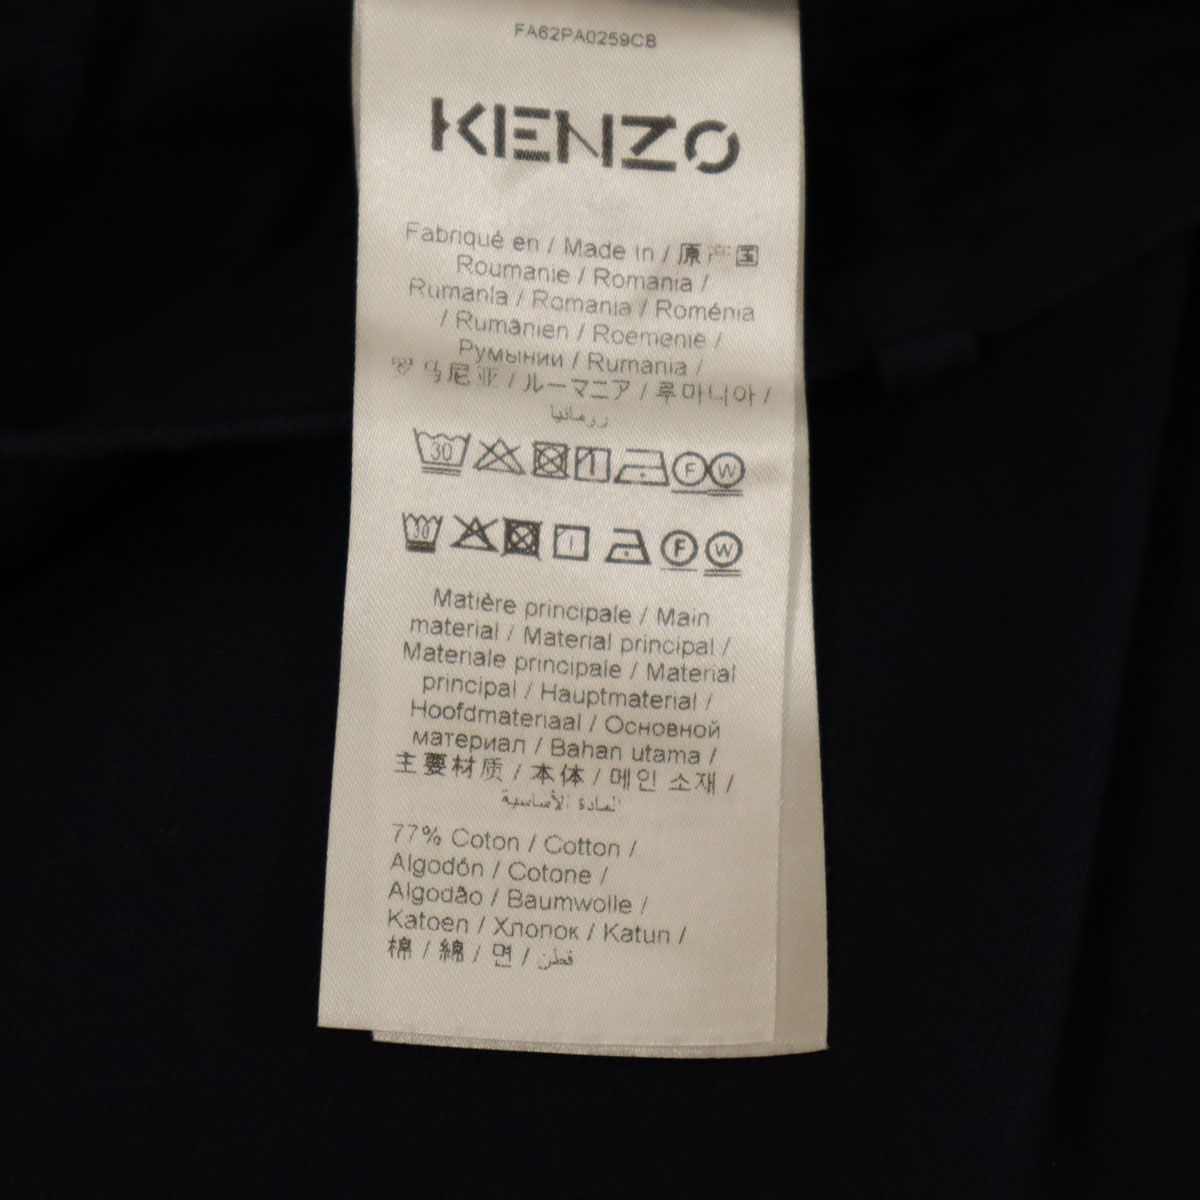 FA62PA0259CB
KENZO
Fabriqué en / Made in / 原产国
Roumanie / Romania /
Rumanía / Romania / Roménia
/ Rumänien / Roemenië /
Румынии / Rumania /
罗马尼亚 / ルーマニア / 루마니아 /
رومانيا
30 F W
30 F W
Matière principale / Main
material / Material principal /
Materiale principale / Material
principal / Hauptmaterial /
Hoofdmateriaal / Основной
материал / Bahan utama /
主要材质 / 本体 / 메인 소재 /
المادة الأساسية
77% Coton / Cotton /
Algodón / Cotone /
Algodão / Baumwolle /
Katoen / Хлопок / Katun /
棉 / 綿 / 면 / قطن